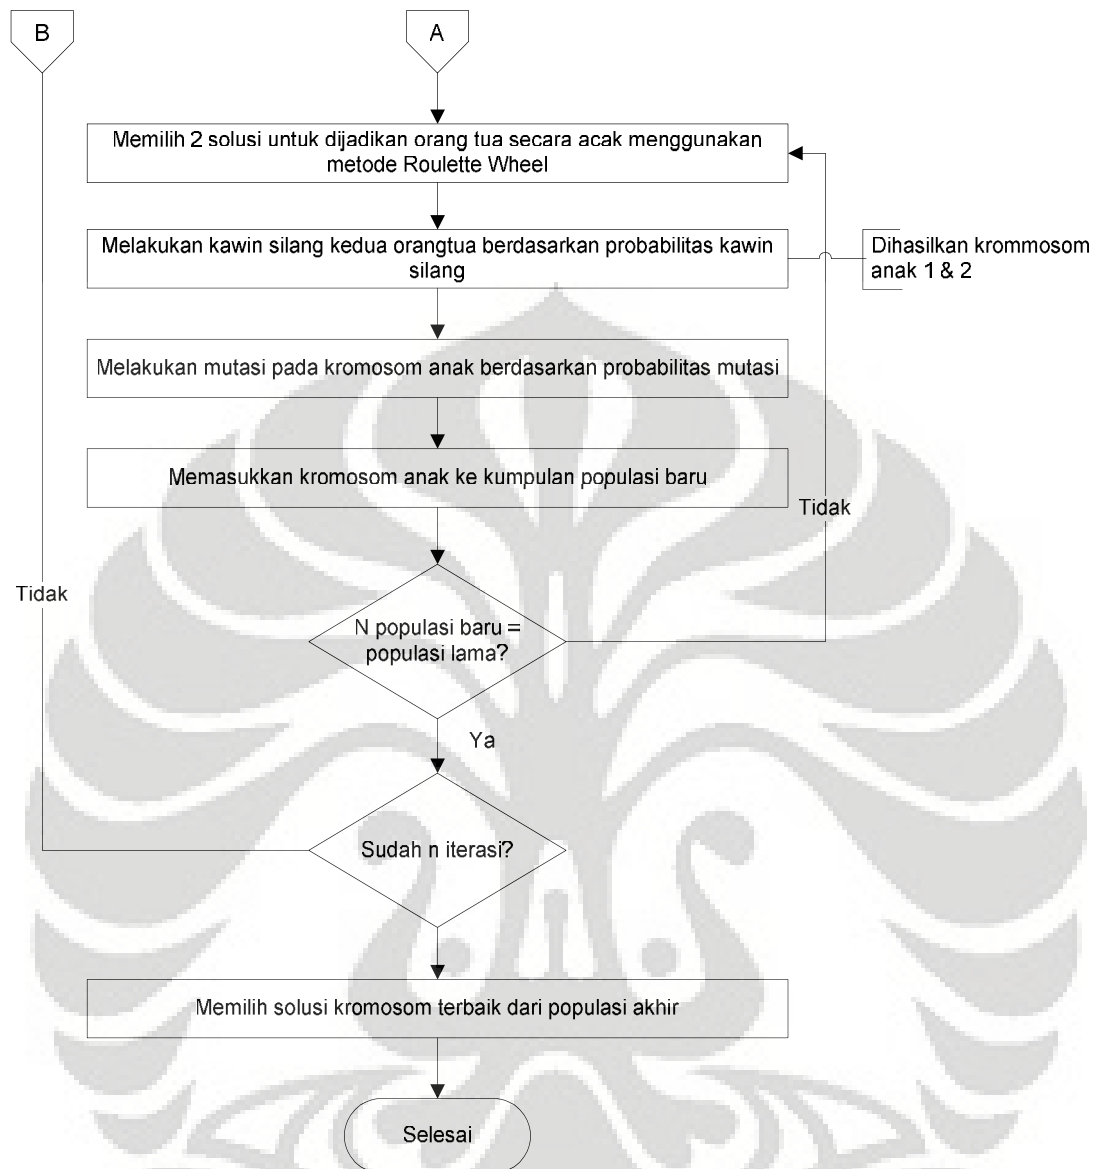 B
A
Memilih 2 solusi untuk dijadikan orang tua secara acak menggunakan
metode Roulette Wheel
Melakukan kawin silang kedua orangtua berdasarkan probabilitas kawin
silang
Dihasilkan krommosom
anak 1 & 2
Melakukan mutasi pada kromosom anak berdasarkan probabilitas mutasi
Memasukkan kromosom anak ke kumpulan populasi baru
Tidak
Tidak
N populasi baru =
populasi lama?
Ya
Sudah n iterasi?
Memilih solusi kromosom terbaik dari populasi akhir
Selesai